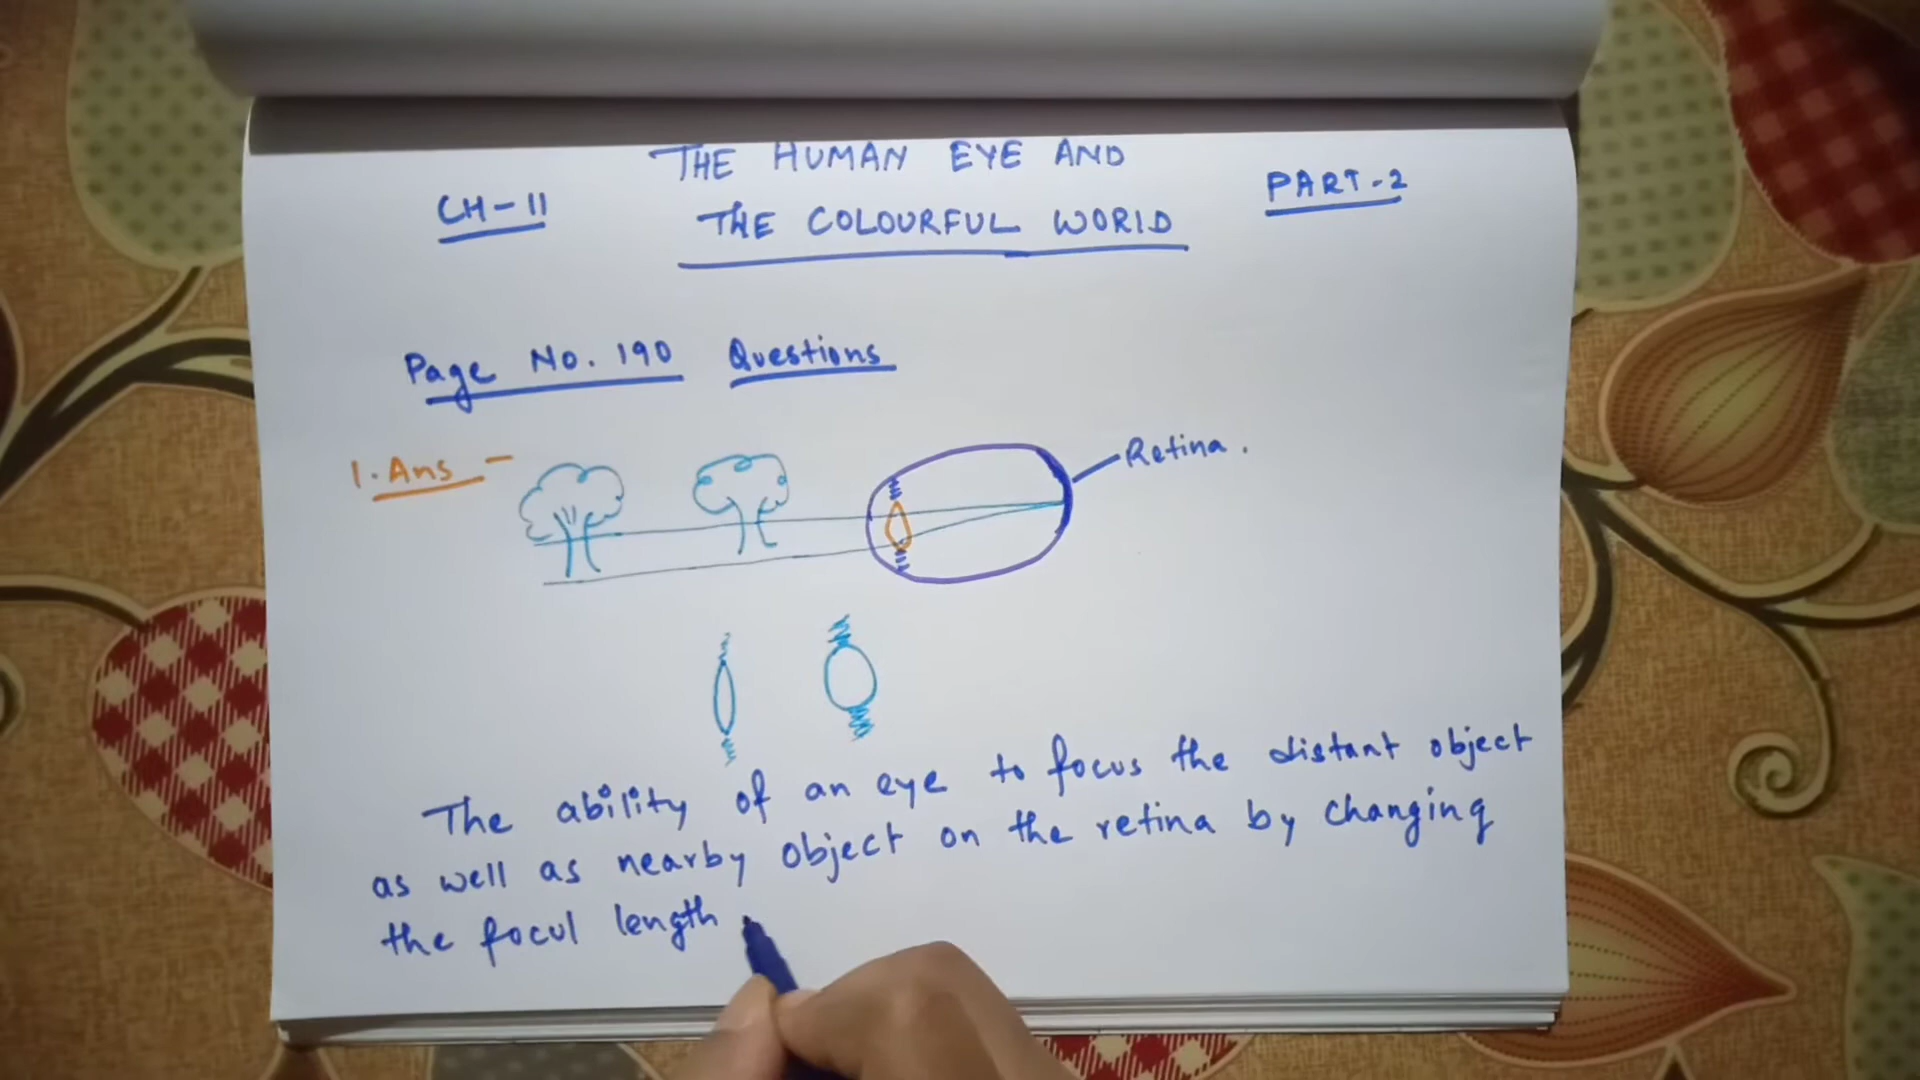 THE HUMAN EYE AND
CH-11
THE COLOURFUL WORLD
PART-2
Page No. 190 Questions
1. Ans -
Retina.
The ability of an eye to focus the distant object
as well as nearby object on the retina by changing
the focul length